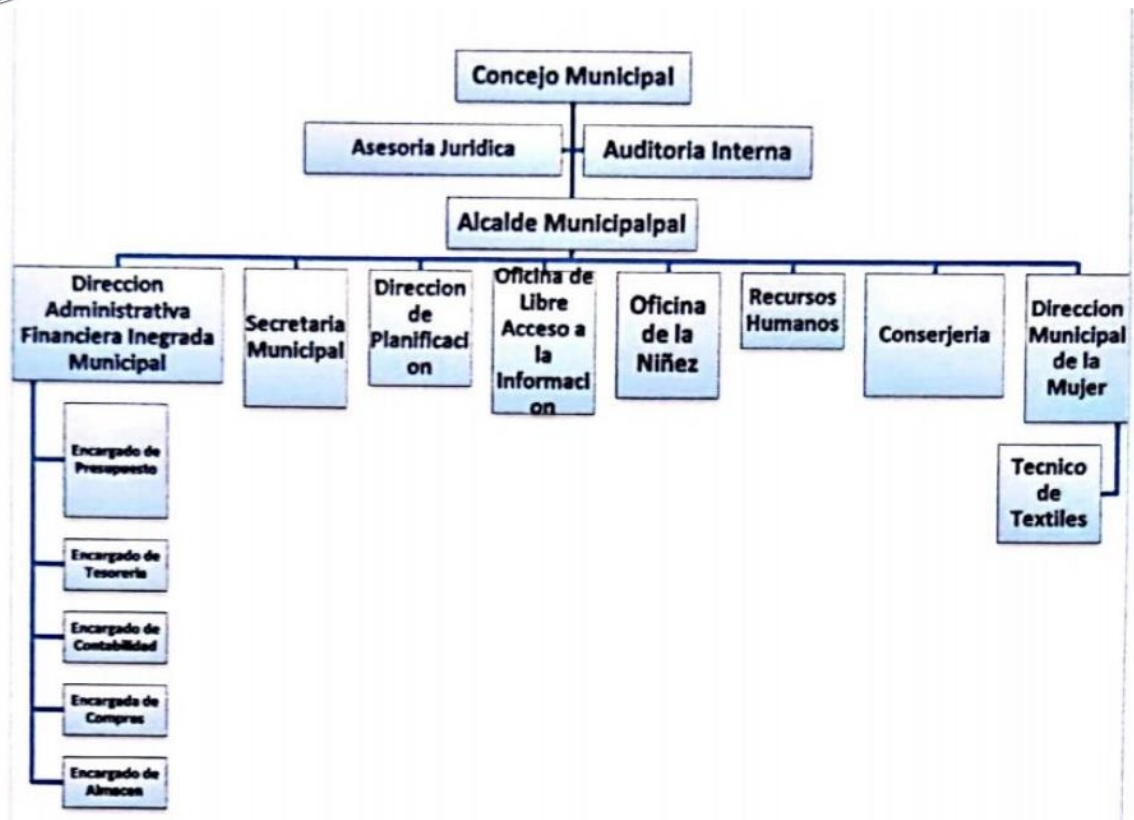 Concejo Municipal
Asesoria Juridica
Auditoria Interna
Alcalde Municipalpal
Direccion
Administrativa
Financiera Inegrada
Municipal
Secretaria
Municipal
Direccion
de
Planificaci
on
Oficina de
Libre
Acceso a
la
Informaci
on
Oficina
de la
Niñez
Recursos
Humanos
Conserjeria
Direccion
Municipal
de la
Mujer
Encargado de
Presupuesto
Encargado de
Tesoreria
Encargado de
Contabilidad
Encargada de
Compras
Encargado de
Almacen
Tecnico
de
Textiles